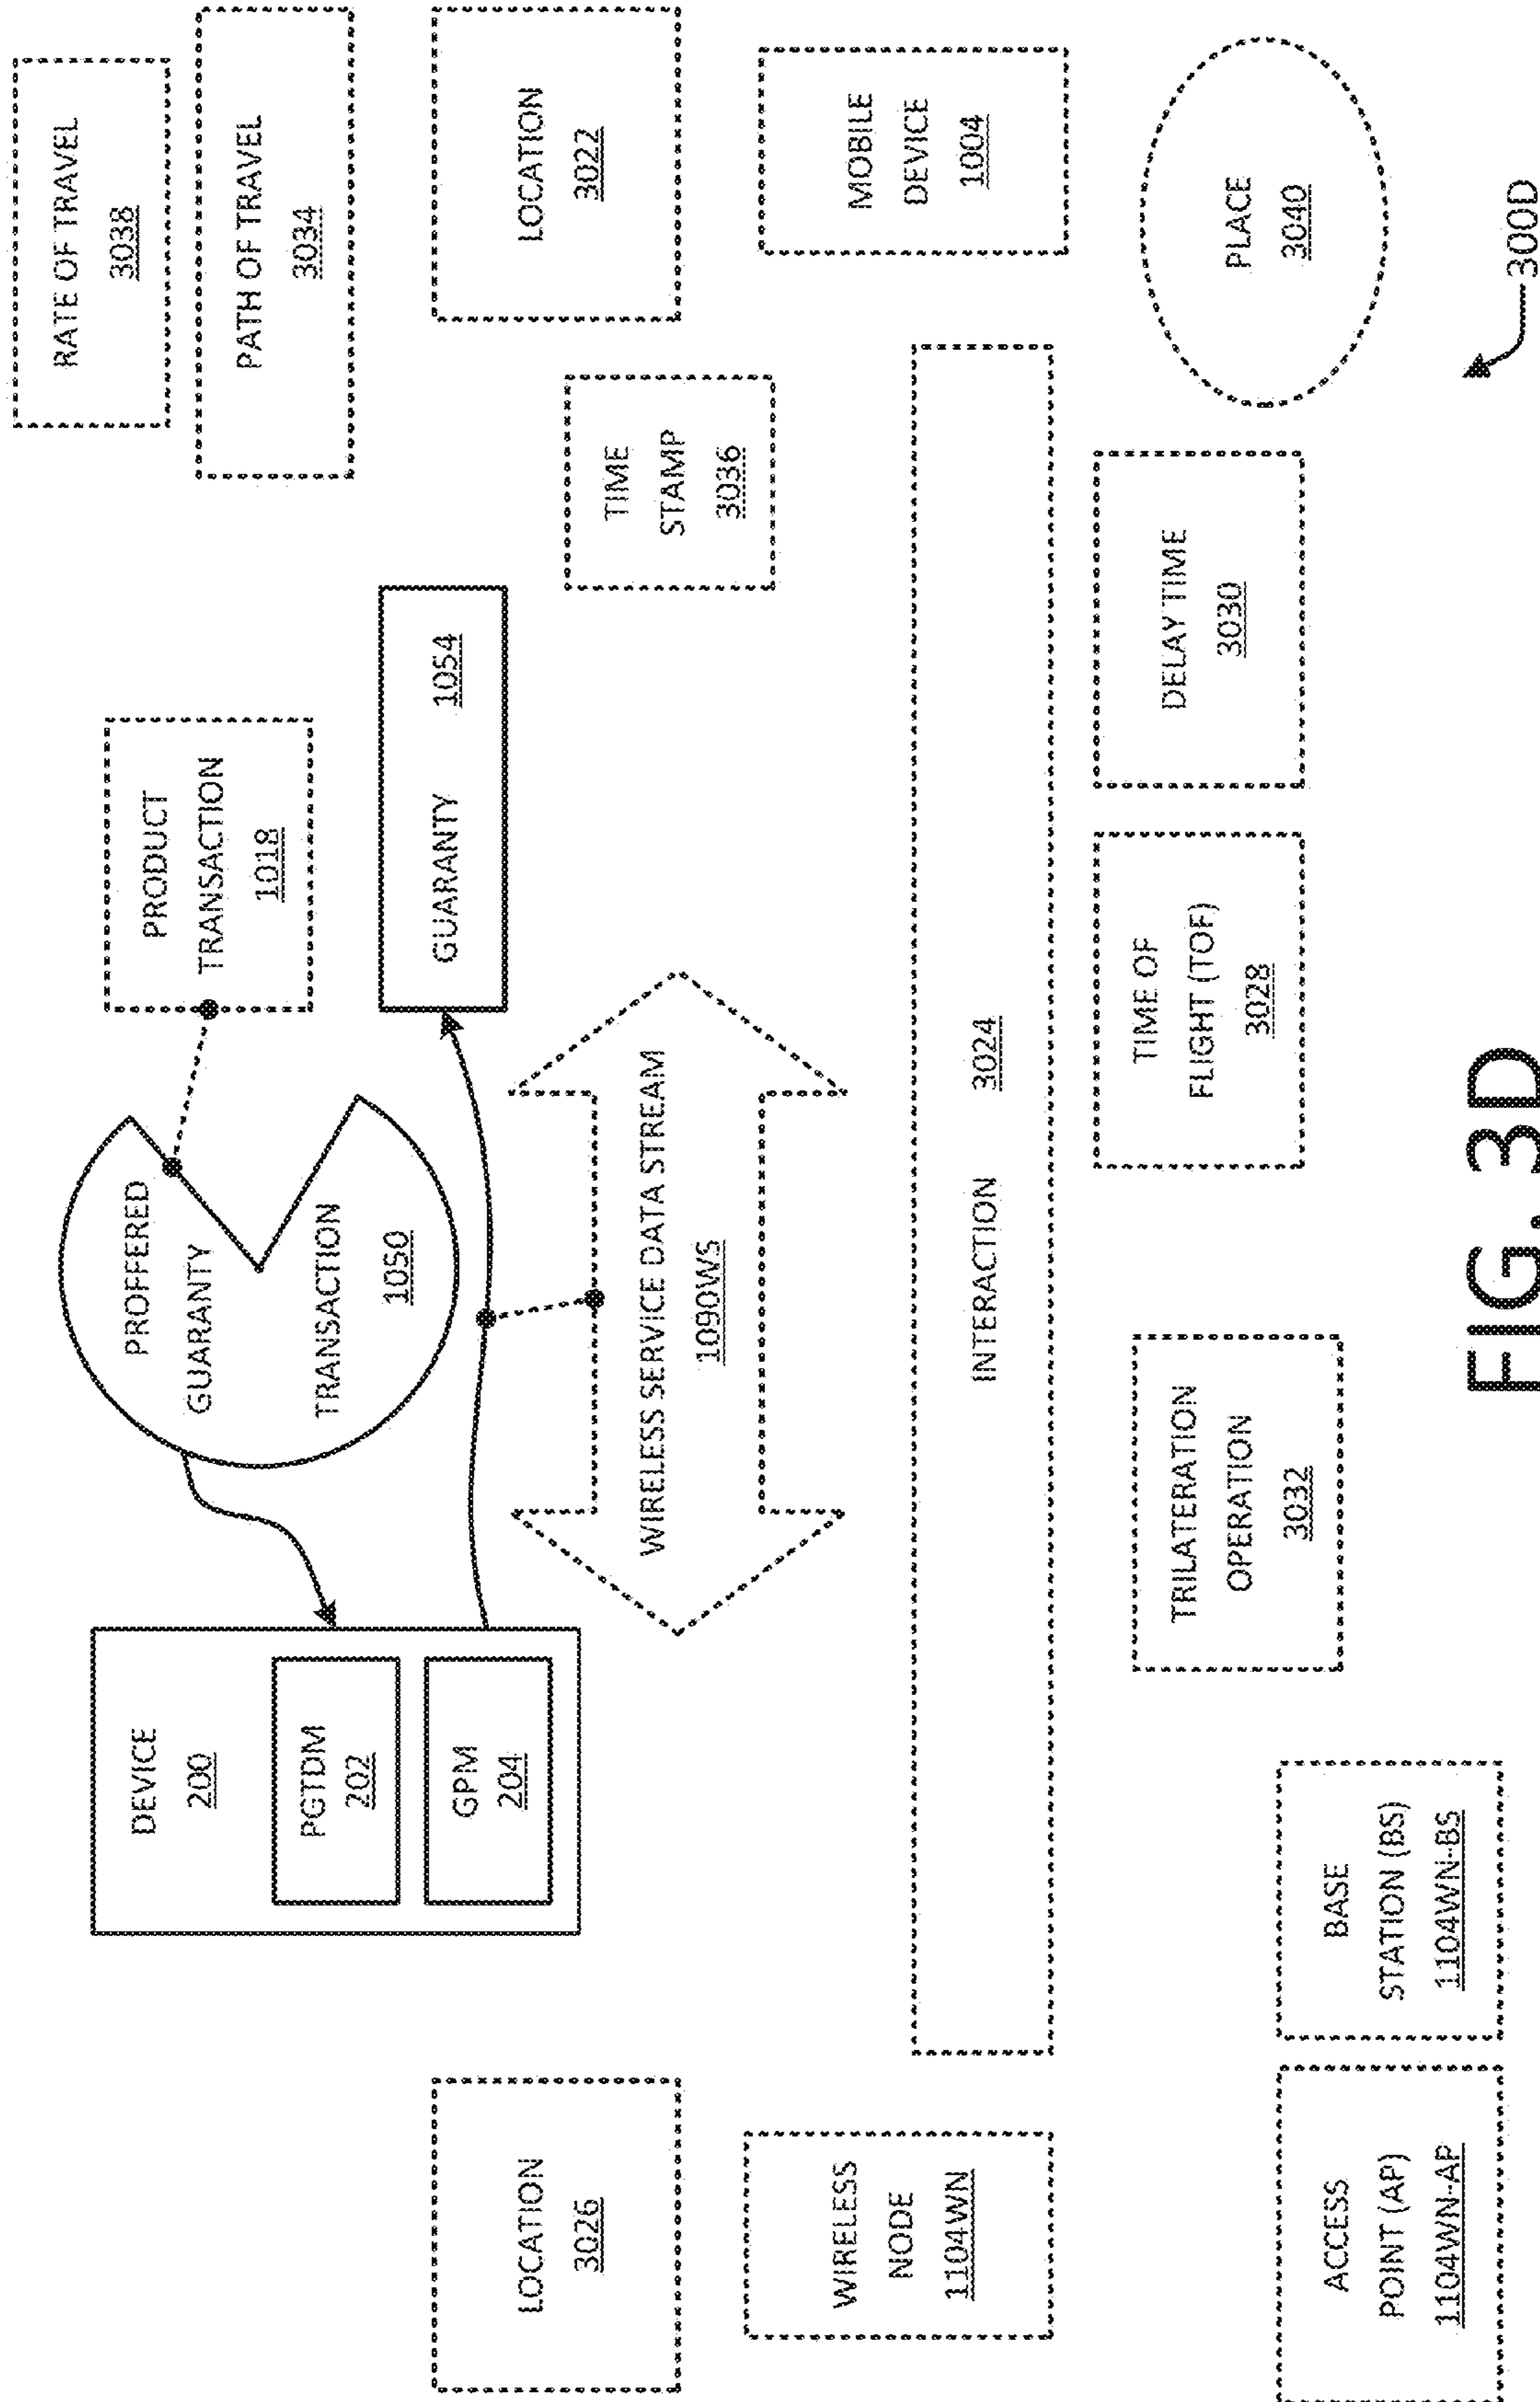 DEVICE
200
PGTDM
202
GPM
204
PROFFERED
GUARANTY
TRANSACTION
1050
PRODUCT
TRANSACTION
1018
GUARANTY 1054
RATE OF TRAVEL
3038
PATH OF TRAVEL
3034
LOCATION
3026
WIRELESS SERVICE DATA STREAM
1090WS
TIME
STAMP
3036
LOCATION
3022
WIRELESS
NODE
1104WN
INTERACTION 3024
MOBILE
DEVICE
1004
ACCESS
POINT (AP)
1104WN-AP
BASE
STATION (BS)
1104WN-BS
TRILATERATION
OPERATION
3032
TIME OF
FLIGHT (TOF)
3028
DELAY TIME
3030
PLACE
3040
300D
FIG. 3D